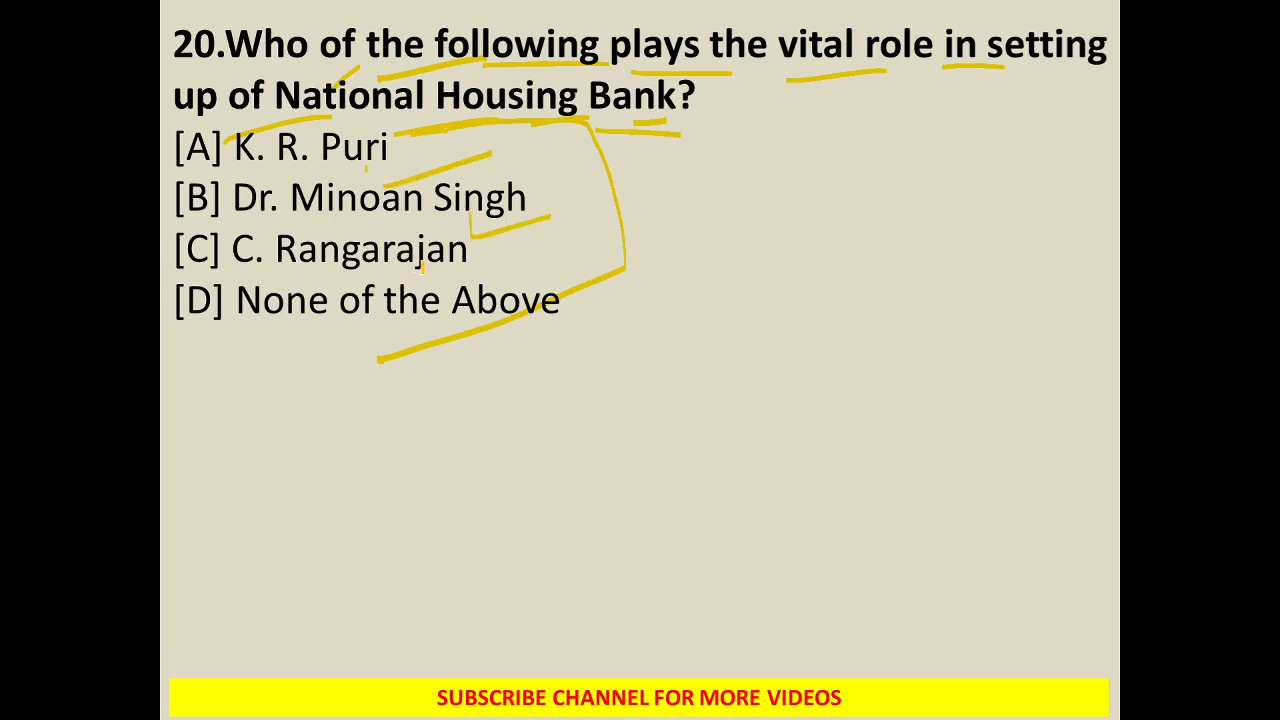 20.Who of the following plays the vital role in setting
up of National Housing Bank?
[A] K. R. Puri
[B] Dr. Minoan Singh
[C] C. Rangarajan
[D] None of the Above
SUBSCRIBE CHANNEL FOR MORE VIDEOS